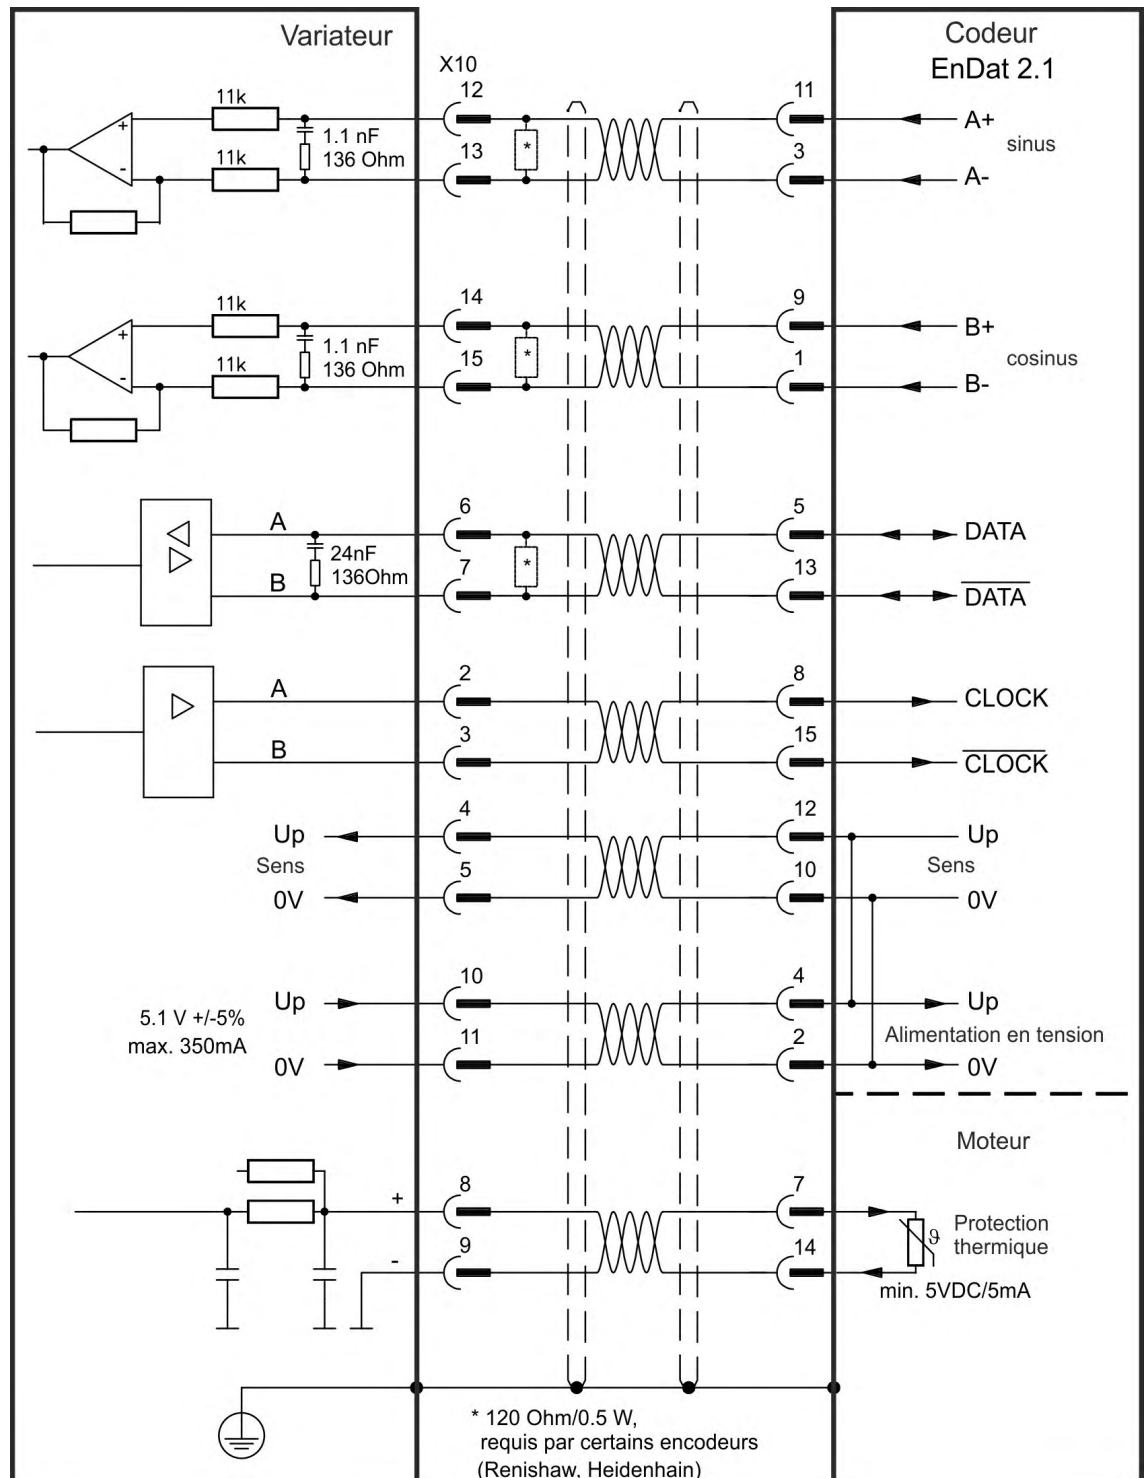 Variateur
Codeur
EnDat 2.1
X10
11k
12
11
A+
+
1.1 nF
136 Ohm
*
sinus
11k
13
3
-
A-
11k
14
9
B+
+
1.1 nF
136 Ohm
*
cosinus
11k
15
1
-
B-
6
5
A
DATA
24nF
136Ohm
*
7
13
B
DATA
2
8
A
CLOCK
3
15
B
CLOCK
4
12
Up
Up
Sens
Sens
5
10
0V
0V
10
4
Up
Up
5.1 V +/-5%
max. 350mA
Alimentation en tension
11
2
0V
0V
Moteur
8
7
+
Protection
thermique
ϑ
9
14
-
min. 5VDC/5mA
* 120 Ohm/0.5 W,
requis par certains encodeurs
(Renishaw, Heidenhain)